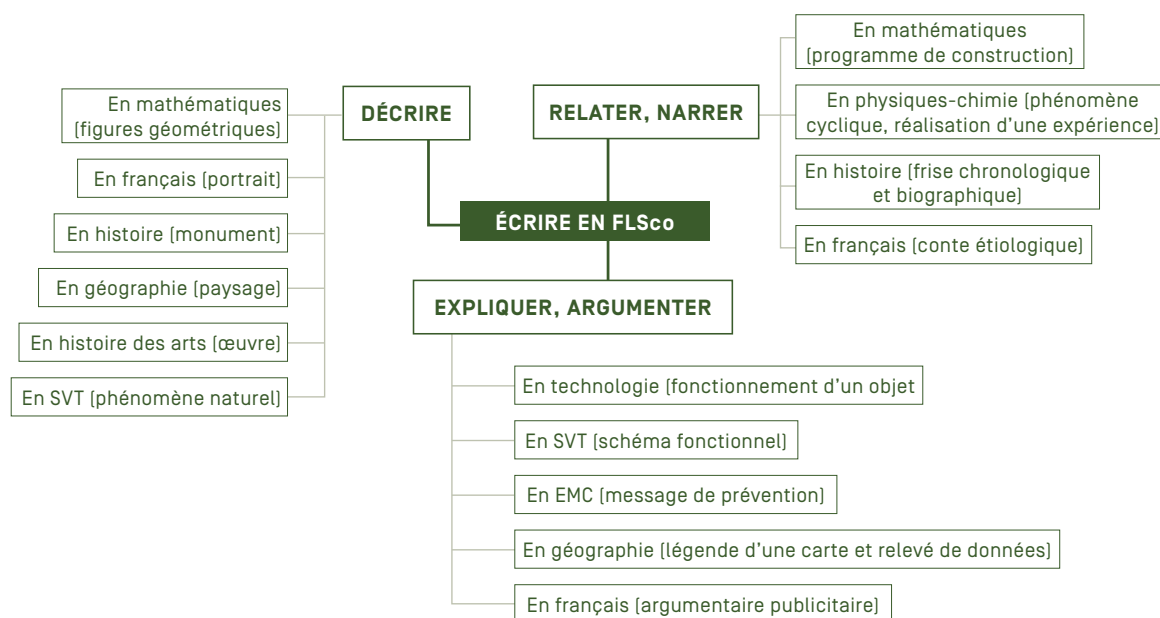 DÉCRIRE
En mathématiques
(figures géométriques)
En français (portrait)
En histoire (monument)
En géographie (paysage)
En histoire des arts (œuvre)
En SVT (phénomène naturel)
RELATER, NARRER
En mathématiques
(programme de construction)
En physiques-chimie (phénomène
cyclique, réalisation d’une expérience)
En histoire (frise chronologique
et biographique)
En français (conte étiologique)
ÉCRIRE EN FLSco
EXPLIQUER, ARGUMENTER
En technologie (fonctionnement d’un objet
En SVT (schéma fonctionnel)
En EMC (message de prévention)
En géographie (légende d’une carte et relevé de données)
En français (argumentaire publicitaire)